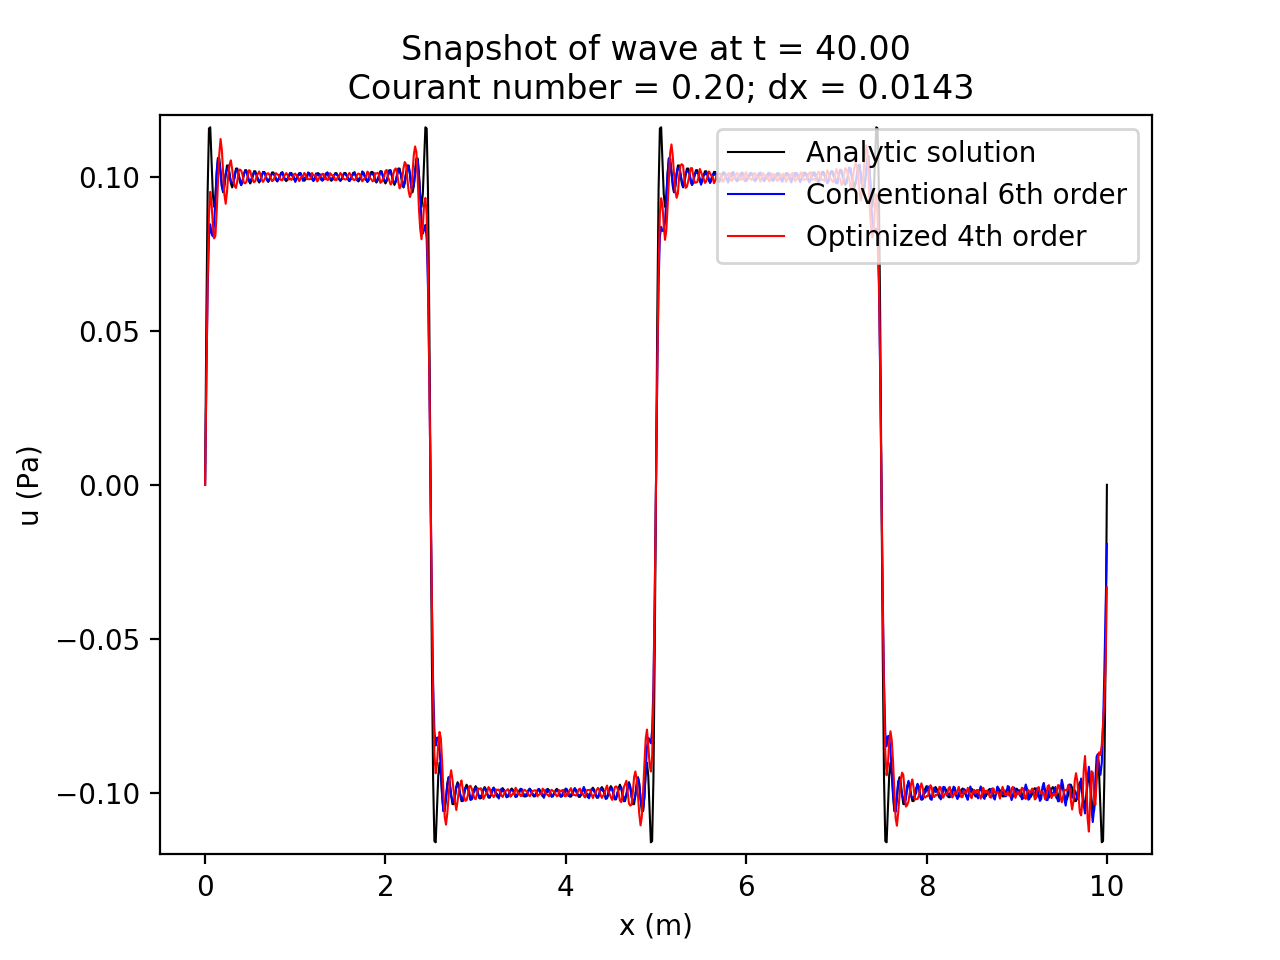 Snapshot of wave at t = 40.00
Courant number = 0.20; dx = 0.0143
Analytic solution
Conventional 6th order
Optimized 4th order
0.10
0.05
0.00
−0.05
−0.10
u (Pa)
0 2 4 6 8 10
x (m)